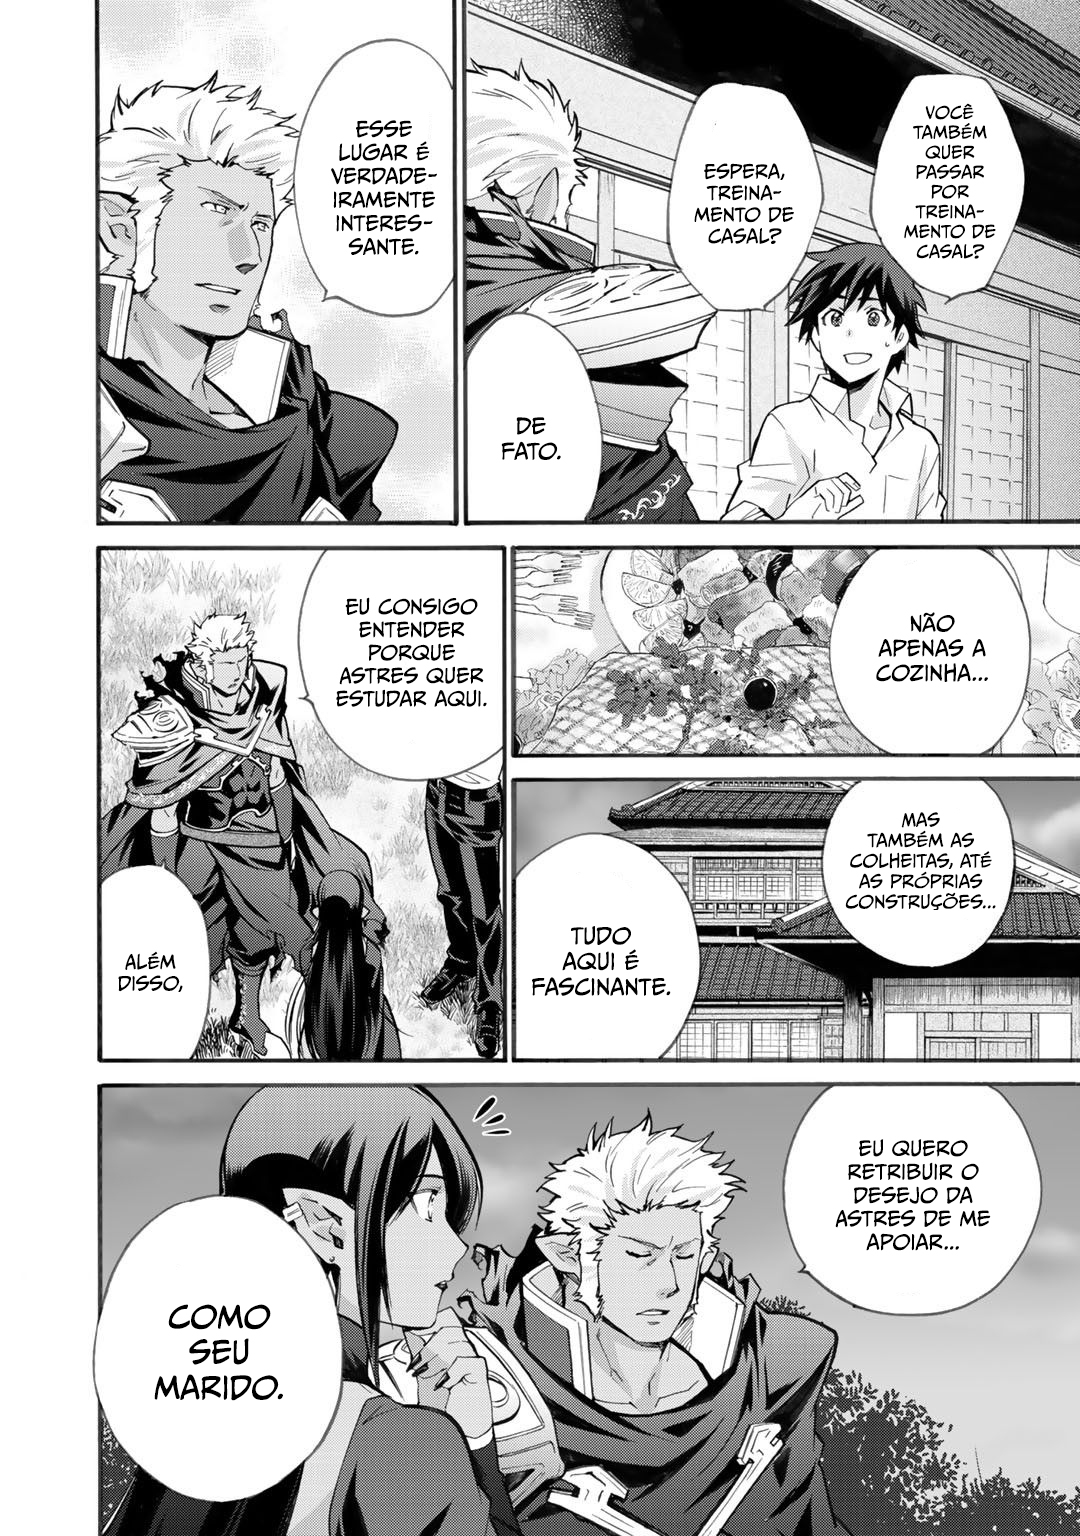 VOCÊ
TAMBÉM
QUER
PASSAR
POR
TREINA-
MENTO DE
CASAL?
ESPERA,
TREINA-
MENTO DE
CASAL?
DE
FATO.
ESSE
LUGAR É
VERDADE-
IRAMENTE
INTERES-
SANTE.
NÃO
APENAS A
COZINHA...
MAS
TAMBÉM AS
COLHEITAS, ATÉ
AS PRÓPRIAS
CONSTRUÇÕES...
TUDO
AQUI É
FASCINANTE.
EU CONSIGO
ENTENDER
PORQUE
ASTRES QUER
ESTUDAR AQUI.
ALÉM
DISSO,
EU QUERO
RETRIBUIR O
DESEJO DA
ASTRES DE ME
APOIAR...
COMO
SEU
MARIDO.